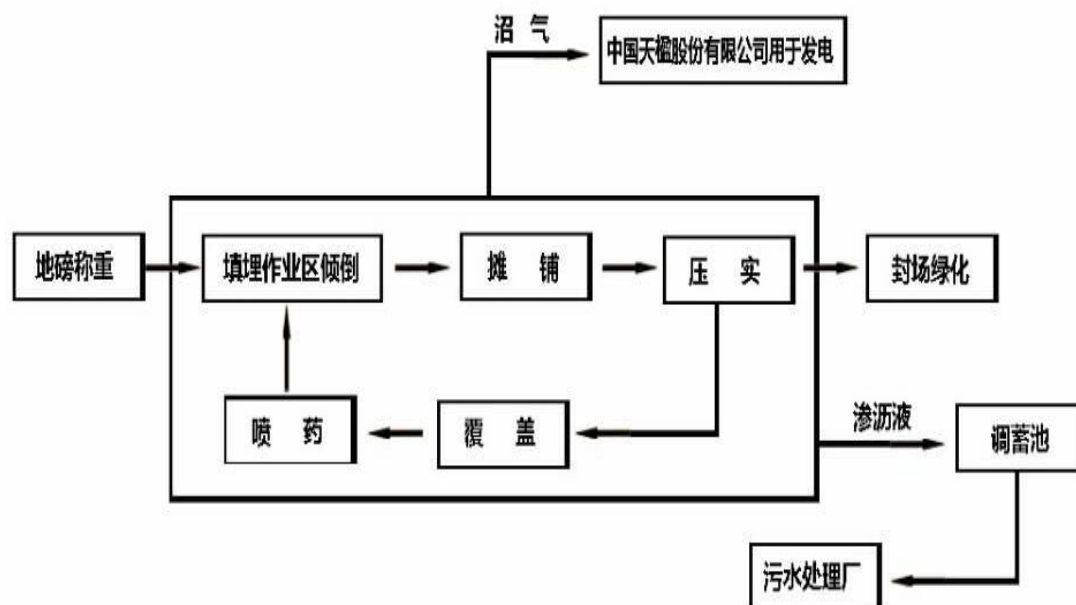 沼 气
中国天楹股份有限公司用于发电
地磅称重
填埋作业区倾倒
摊 铺
压 实
封场绿化
喷 药
覆 盖
渗沥液
调蓄池
污水处理厂